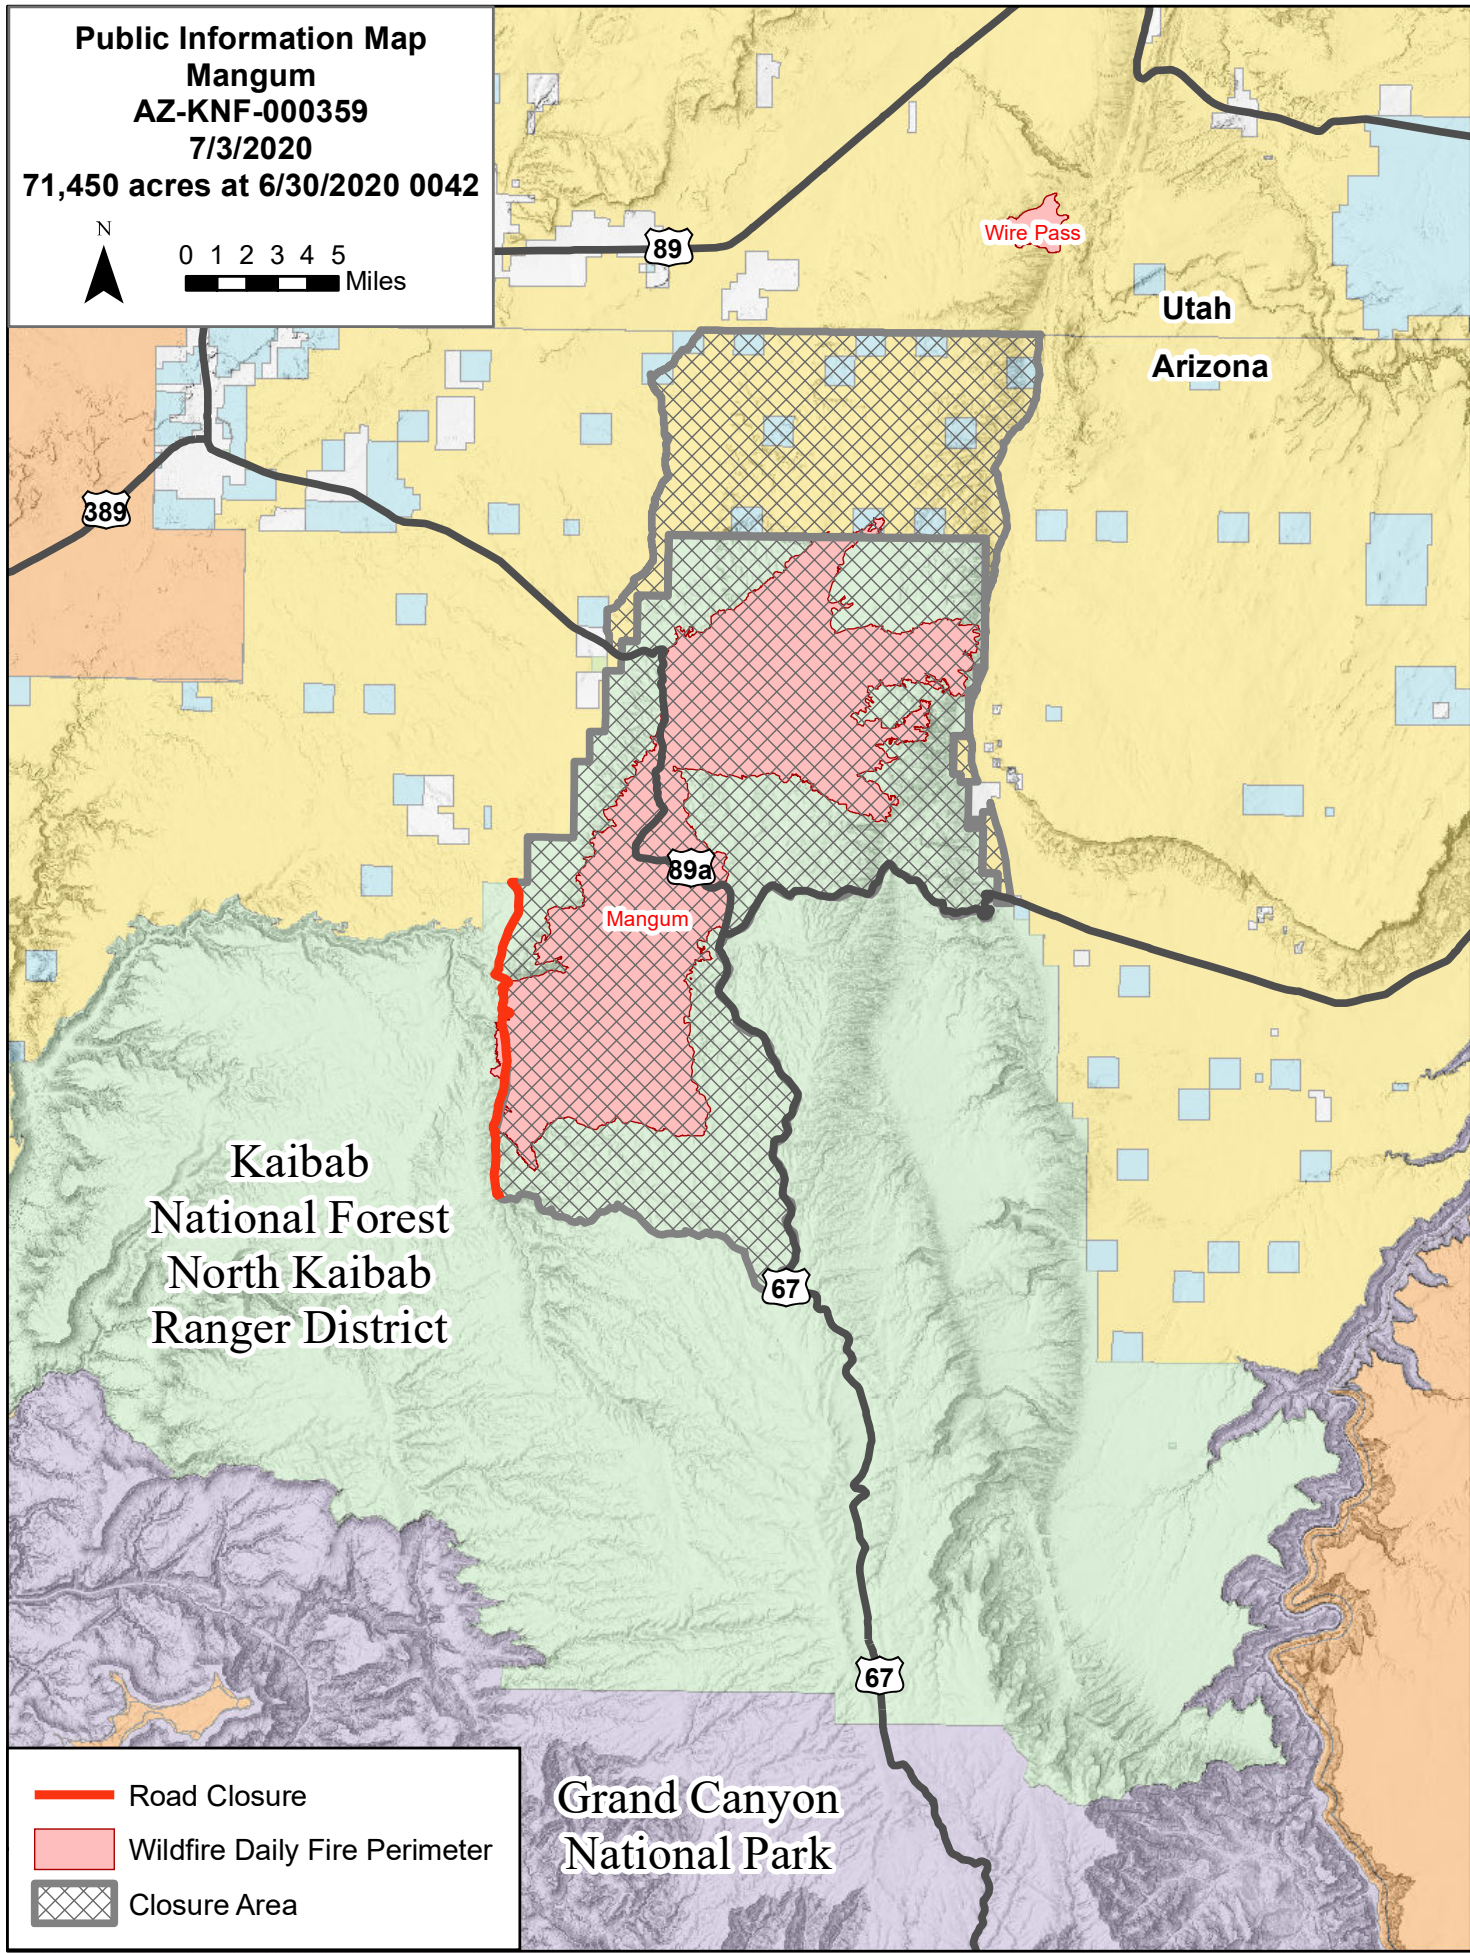 Public Information Map
Mangum
AZ-KNF-000359
7/3/2020
71,450 acres at 6/30/2020 0042
N
0 1 2 3 4 5
Miles
89
Wire Pass
Utah
Arizona
389
89a
Mangum
Kaibab
National Forest
North Kaibab
Ranger District
67
67
Grand Canyon
National Park
Road Closure
Wildfire Daily Fire Perimeter
Closure Area